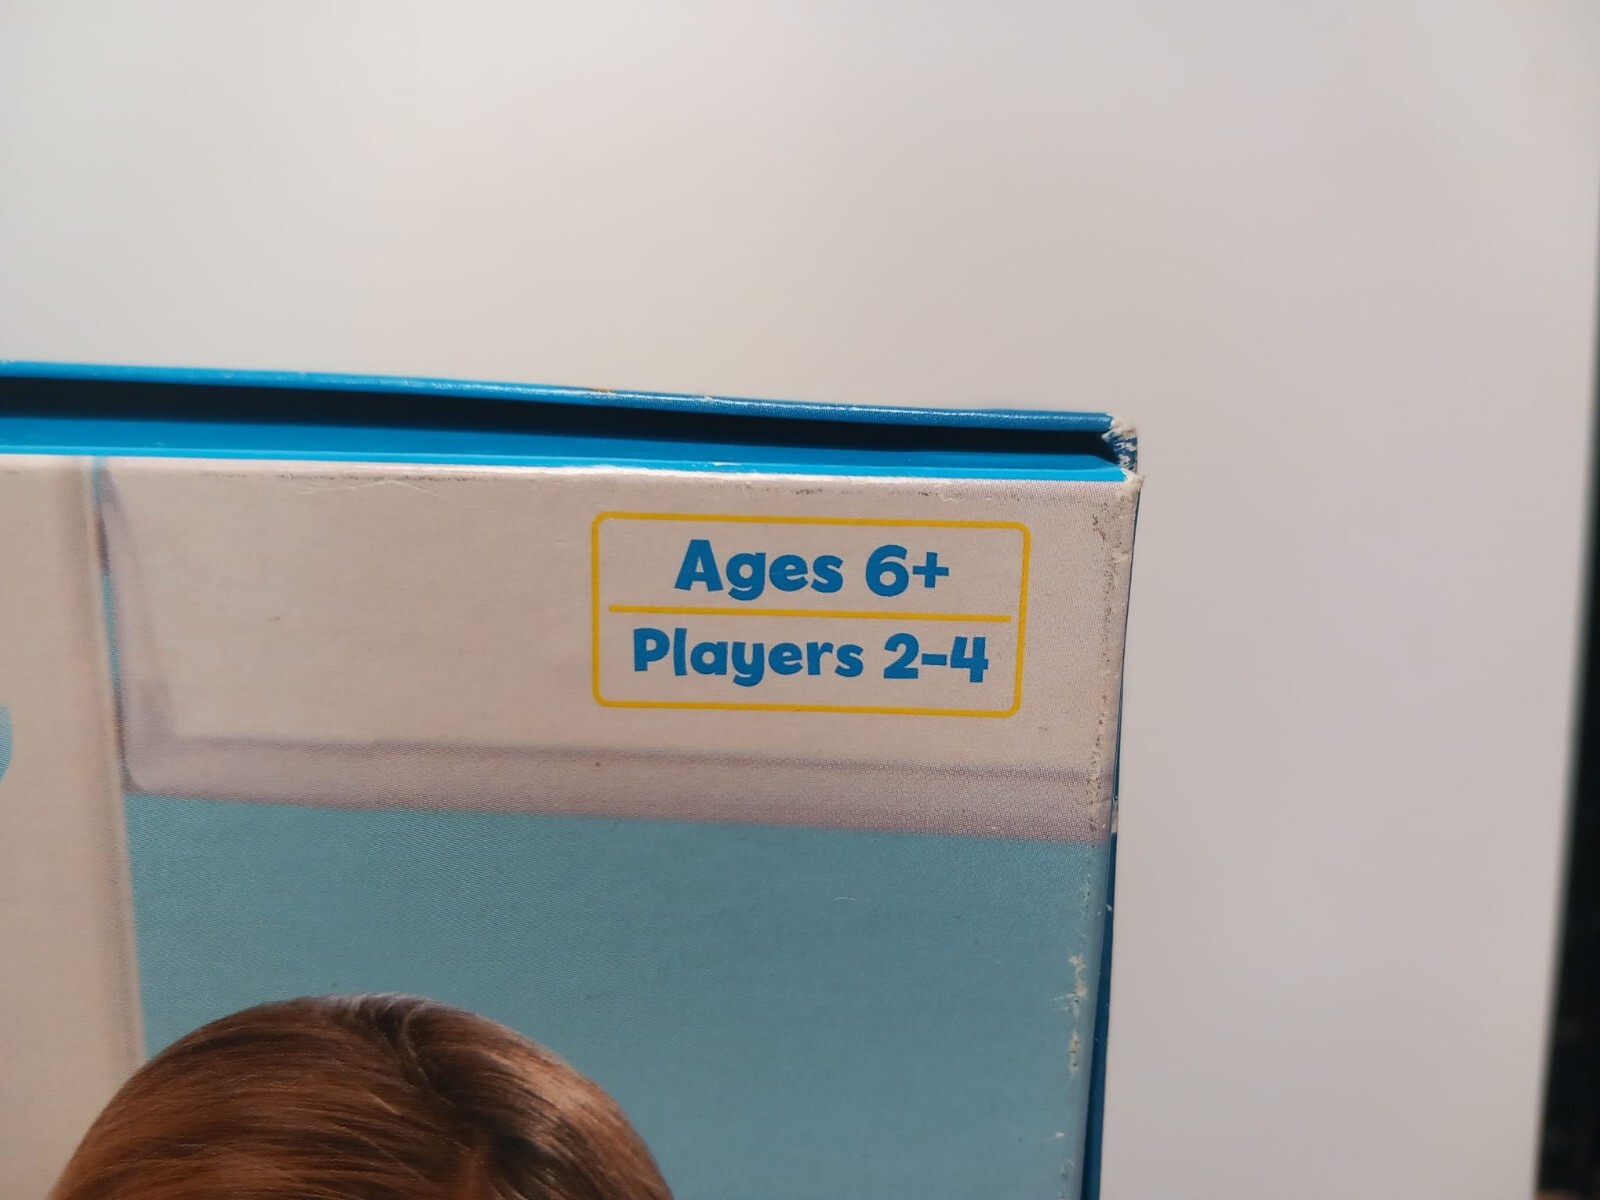 Ages 6+
Players 2-4